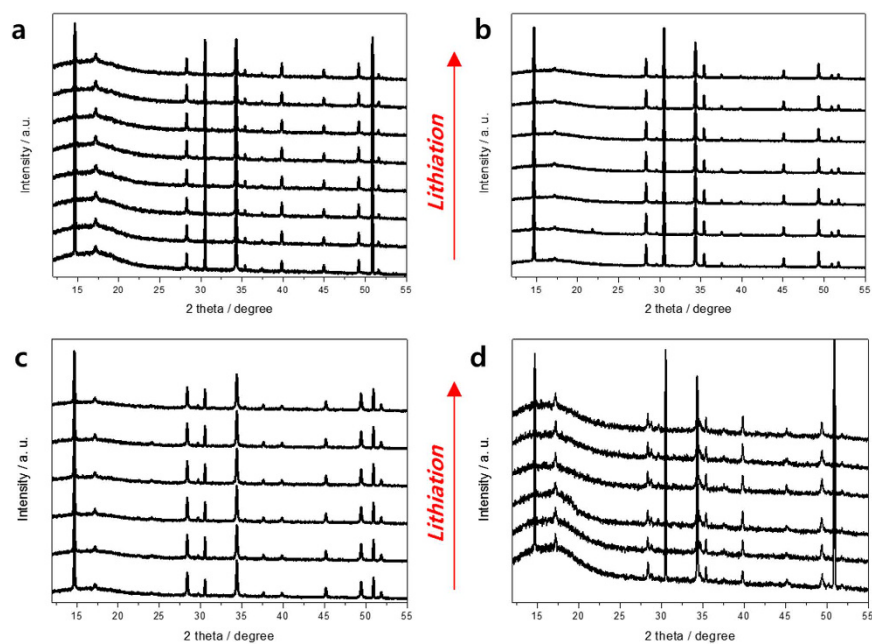 a
Intensity / a.u.
15 20 25 30 35 40 45 50 55
2 theta / degree
Lithiation
b
Intensity / a. u.
15 20 25 30 35 40 45 50 55
2 theta / degree
c
Intensity / a. u.
15 20 25 30 35 40 45 50 55
2 theta / degree
Lithiation
d
Intensity / a. u.
15 20 25 30 35 40 45 50 55
2 theta / degree